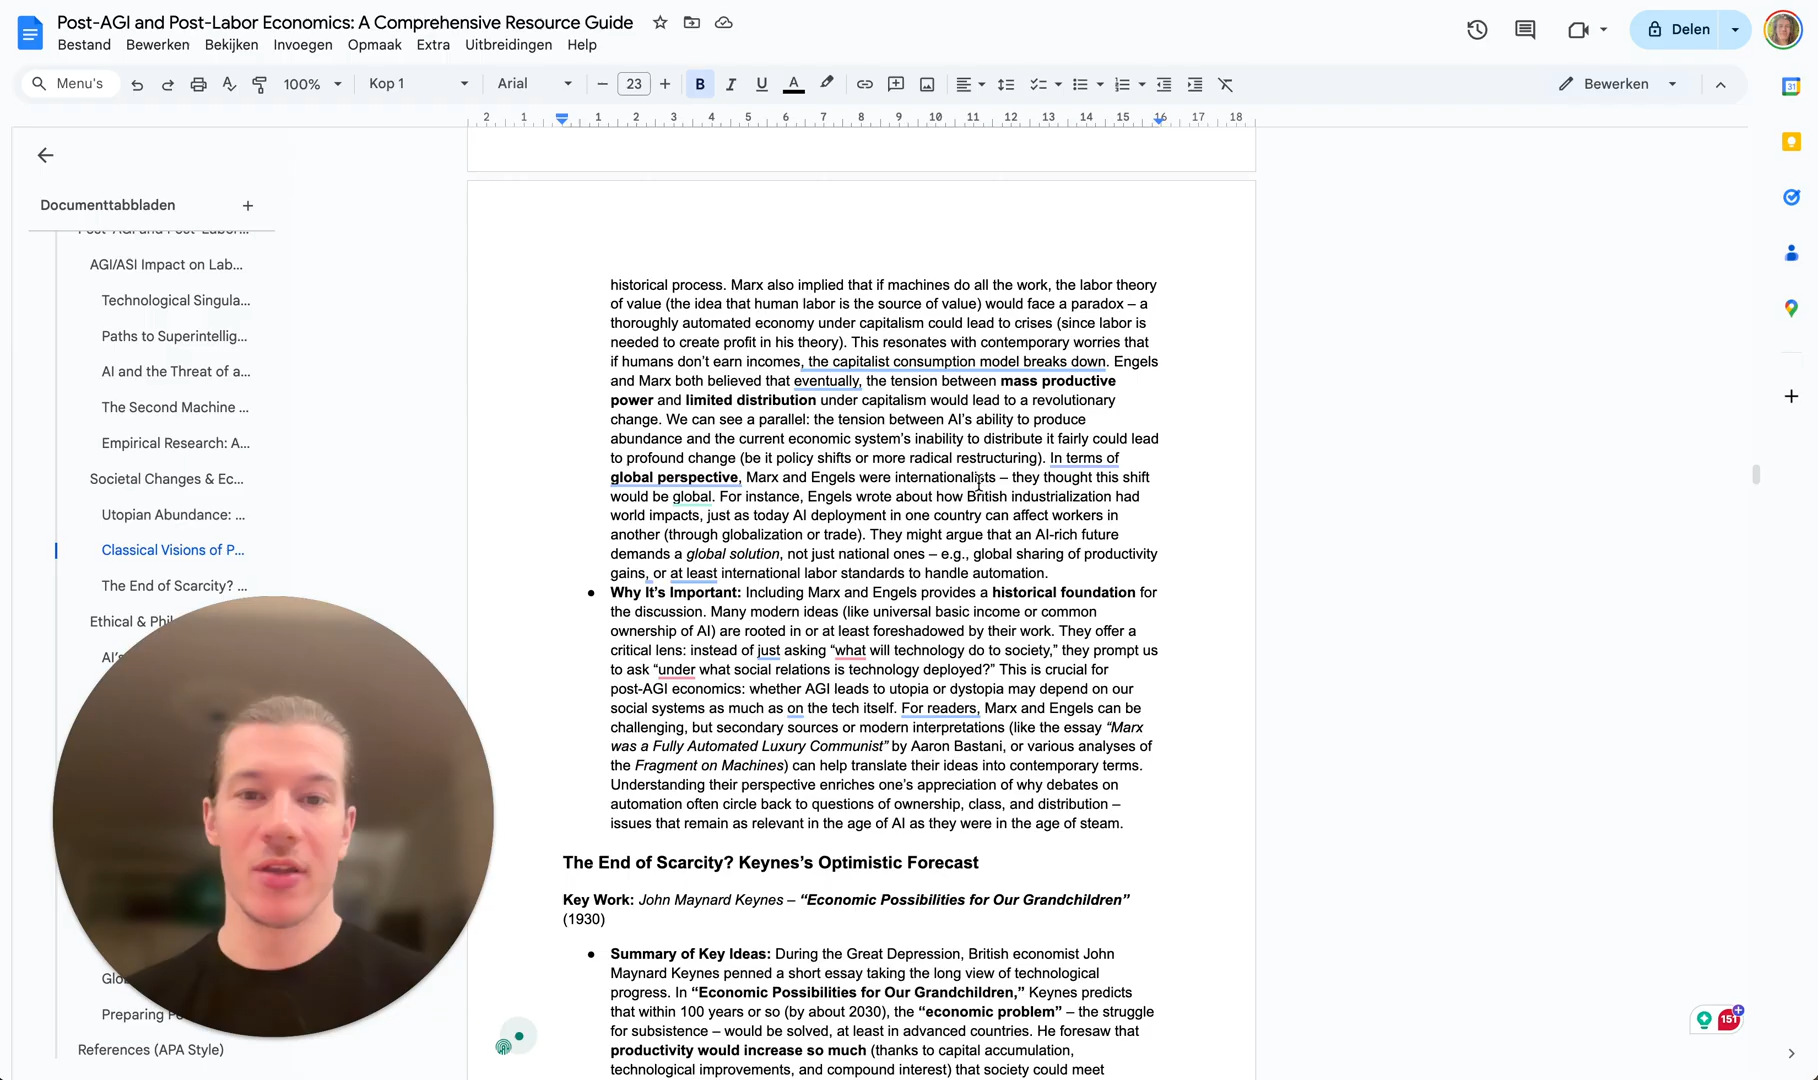 Post-AGI and Post-Labor Economics: A Comprehensive Resource Guide
Bestand Bewerken Bekijken Invoegen Opmaak Extra Uitbreidingen Help
Delen
Menu's 100% Kop 1 Arial 23 B I U A Bewerken
2 1 1 2 3 4 5 6 7 8 9 10 11 12 13 14 15 16 17 18
31
Documenttabbladen
AGI/ASI Impact on Lab...
Technological Singula...
Paths to Superintellig...
AI and the Threat of a...
The Second Machine ...
Empirical Research: A...
Societal Changes & Ec...
Utopian Abundance: ...
Classical Visions of P...
The End of Scarcity? ...
Ethical & Phil
AI's
Glo
Preparing
References (APA Style)
historical process. Marx also implied that if machines do all the work, the labor theory
of value (the idea that human labor is the source of value) would face a paradox – a
thoroughly automated economy under capitalism could lead to crises (since labor is
needed to create profit in his theory). This resonates with contemporary worries that
if humans don’t earn incomes, the capitalist consumption model breaks down. Engels
and Marx both believed that eventually, the tension between mass productive
power and limited distribution under capitalism would lead to a revolutionary
change. We can see a parallel: the tension between AI’s ability to produce
abundance and the current economic system’s inability to distribute it fairly could lead
to profound change (be it policy shifts or more radical restructuring). In terms of
global perspective, Marx and Engels were internationalists – they thought this shift
would be global. For instance, Engels wrote about how British industrialization had
world impacts, just as today AI deployment in one country can affect workers in
another (through globalization or trade). They might argue that an AI-rich future
demands a global solution, not just national ones – e.g., global sharing of productivity
gains, or at least international labor standards to handle automation.
● Why It’s Important: Including Marx and Engels provides a historical foundation for
the discussion. Many modern ideas (like universal basic income or common
ownership of AI) are rooted in or at least foreshadowed by their work. They offer a
critical lens: instead of just asking “what will technology do to society,” they prompt us
to ask “under what social relations is technology deployed?” This is crucial for
post-AGI economics: whether AGI leads to utopia or dystopia may depend on our
social systems as much as on the tech itself. For readers, Marx and Engels can be
challenging, but secondary sources or modern interpretations (like the essay “Marx
was a Fully Automated Luxury Communist” by Aaron Bastani, or various analyses of
the Fragment on Machines) can help translate their ideas into contemporary terms.
Understanding their perspective enriches one’s appreciation of why debates on
automation often circle back to questions of ownership, class, and distribution –
issues that remain as relevant in the age of AI as they were in the age of steam.
The End of Scarcity? Keynes’s Optimistic Forecast
Key Work: John Maynard Keynes – “Economic Possibilities for Our Grandchildren”
(1930)
● Summary of Key Ideas: During the Great Depression, British economist John
Maynard Keynes penned a short essay taking the long view of technological
progress. In “Economic Possibilities for Our Grandchildren,” Keynes predicts
that within 100 years or so (by about 2030), the “economic problem” – the struggle
for subsistence – would be solved, at least in advanced countries. He foresaw that
productivity would increase so much (thanks to capital accumulation,
technological improvements, and compound interest) that society could meet
151